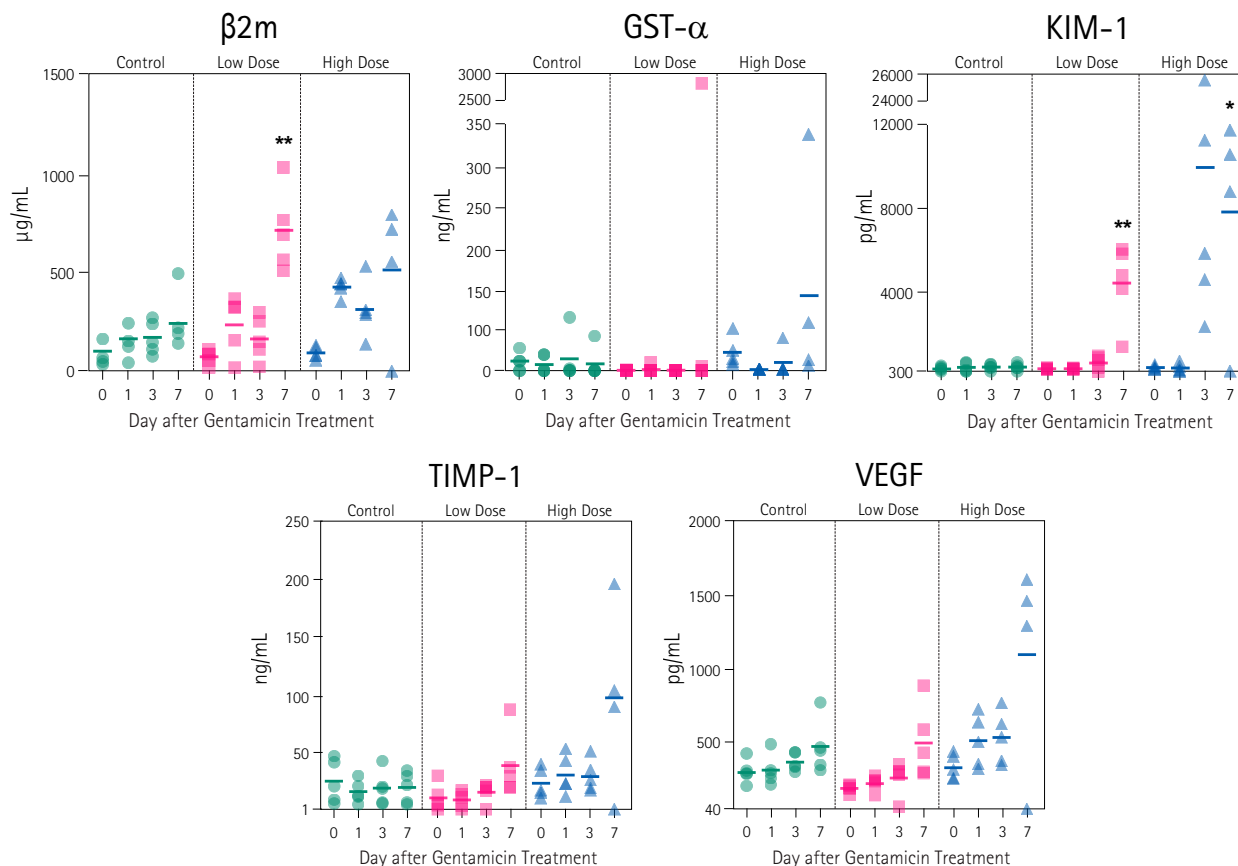 β2m
Control Low Dose High Dose
1500
1000
500
0
µg/mL
**
0 1 3 7 0 1 3 7 0 1 3 7
Day after Gentamicin Treatment
GST-α
Control Low Dose High Dose
3000
2500
350
300
250
200
150
100
50
0
ng/mL
0 1 3 7 0 1 3 7 0 1 3 7
Day after Gentamicin Treatment
KIM-1
Control Low Dose High Dose
26000
24000
12000
8000
4000
300
pg/mL
**
*
0 1 3 7 0 1 3 7 0 1 3 7
Day after Gentamicin Treatment
TIMP-1
Control Low Dose High Dose
250
200
150
100
50
1
ng/mL
0 1 3 7 0 1 3 7 0 1 3 7
Day after Gentamicin Treatment
VEGF
Control Low Dose High Dose
2000
1500
1000
500
40
pg/mL
0 1 3 7 0 1 3 7 0 1 3 7
Day after Gentamicin Treatment